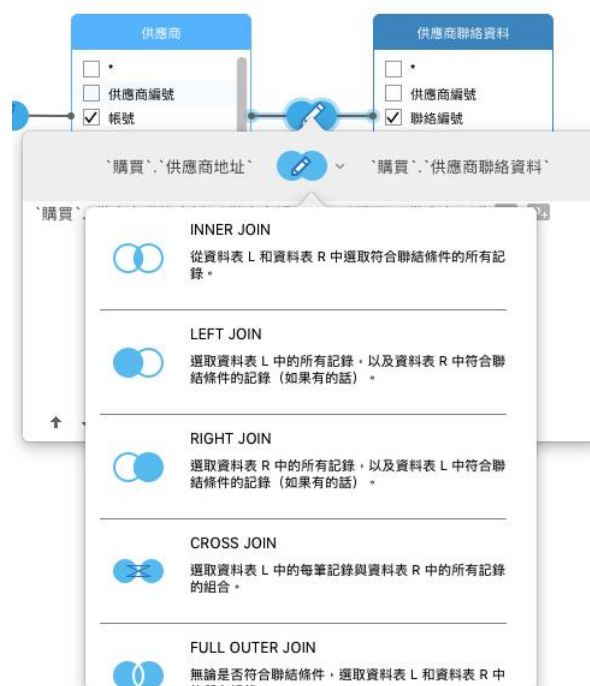 供應商
供應商聯絡資料
*
*
供應商編號
供應商編號
帳號
聯絡編號
`購買`.`供應商地址`
`購買`.`供應商聯絡資料`
`購買`
INNER JOIN
從資料表 L 和資料表 R 中選取符合聯結條件的所有記
錄。
LEFT JOIN
選取資料表 L 中的所有記錄，以及資料表 R 中符合聯
結條件的記錄（如果有的話）。
RIGHT JOIN
選取資料表 R 中的所有記錄，以及資料表 L 中符合聯
結條件的記錄（如果有的話）。
CROSS JOIN
選取資料表 L 中的每筆記錄與資料表 R 中的所有記錄
的組合。
FULL OUTER JOIN
無論是否符合聯結條件，選取資料表 L 和資料表 R 中